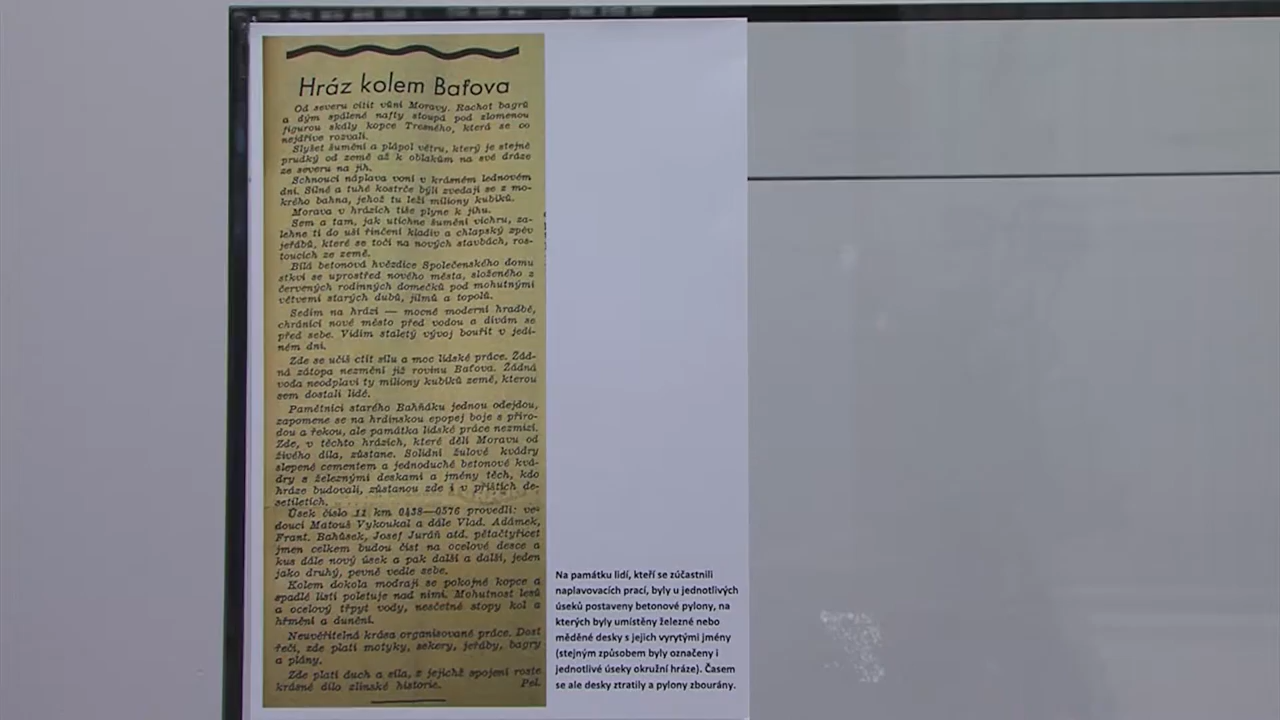 Hráz kolem Baťova
Od severu cítit vůni Moravy. Rachot bagrů
a dým spálené nafty stoupá pod zlomenou
figurou skály kopce Tresného, která se co
nejdříve rozvalí.
Slyšet šumění a plápol větru, který je stejně
prudký od země až k oblakům na své dráze
ze severu na jih.
Schnoucí náplava voní v krásném lednovém
dni. Silné a tuhé kostrče býlí zvedají se z mo-
krého bahna, jehož tu leží miliony kubíků.
Morava v hrázích tiše plyne k jihu.
Sem a tam, jak utichne šumění vichru, za-
lehne ti do uší řinčení kladiv a chlapský zpěv
jeřábů, které se točí na nových stavbách, ros-
toucích ze země.
Bílá betonová hvězdice Společenského domu
stkví se uprostřed nového města, složeného z
červených rodinných domečků pod mohutnými
větvemi starých dubů, jilmů a topolů.
Sedím na hrázi — mocné moderní hradbě,
chránící nové město před vodou a dívám se
před sebe. Vidím staletý vývoj bouřit v jedi-
ném dni.
Zde se učíš ctít sílu a moc lidské práce. Žád-
ná zátopa nezmění již rovinu Baťova. Žádná
voda neodplaví ty miliony kubíků země, kterou
sem dostali lidé.
Pamětníci starého Bahňáku jednou odejdou,
zapomene se na hrdinskou epopej boje s příro-
dou a řekou, ale památka lidské práce nezmizí.
Zde, v těchto hrázích, které dělí Moravu od
živého díla, zůstane. Solidní žulové kvádry
slepené cementem a jednoduché betonové kvá-
dry s železnými deskami a jmény těch, kdo
hráze budovali, zůstanou zde i v příštích de-
setiletích.
Úsek číslo 12 km 0438—0576 provedli: ve-
doucí Matouš Vykoukal a dále Vlad. Adámek,
Frant. Bahůsek, Josef Juráň atd. pětačtyřicet
jmen celkem budou číst na ocelové desce a
kus dále nový úsek a pak další a další, jeden
jako druhý, pevně vedle sebe.
Kolem dokola modrají se pokojné kopce a
spadlé listí poletuje nad nimi. Mohutnost lesů
a ocelový třpyt vody, nesčetné stopy kol a
hřmění a dunění.
Neuvěřitelná krása organisované práce. Dost
řečí, zde platí motyky, sekery, jeřáby, bagry
a plány.
Zde platí duch a síla, z jejichž spojení roste
krásné dílo zlínské historie. Pel.
Na památku lidí, kteří se zúčastnili
naplavovacích prací, byly u jednotlivých
úseků postaveny betonové pylony, na
kterých byly umístěny železné nebo
měděné desky s jejich vyrytými jmény
(stejným způsobem byly označeny i
jednotlivé úseky okružní hráze). Časem
se ale desky ztratily a pylony zbourány.